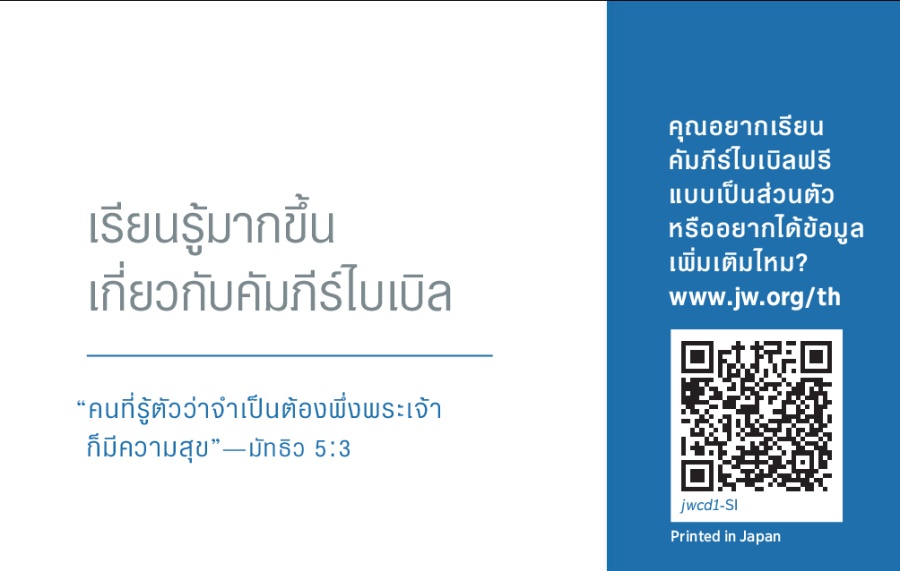 เรียนรู้มากขึ้น
เกี่ยวกับคัมภีร์ไบเบิล
“คนที่รู้ตัวว่าจำเป็นต้องพึ่งพระเจ้า
ก็มีความสุข”—มัทธิว 5:3
คุณอยากเรียน
คัมภีร์ไบเบิลฟรี
แบบเป็นส่วนตัว
หรืออยากได้ข้อมูล
เพิ่มเติมไหม?
www.jw.org/th
jwcd1-SI
Printed in Japan